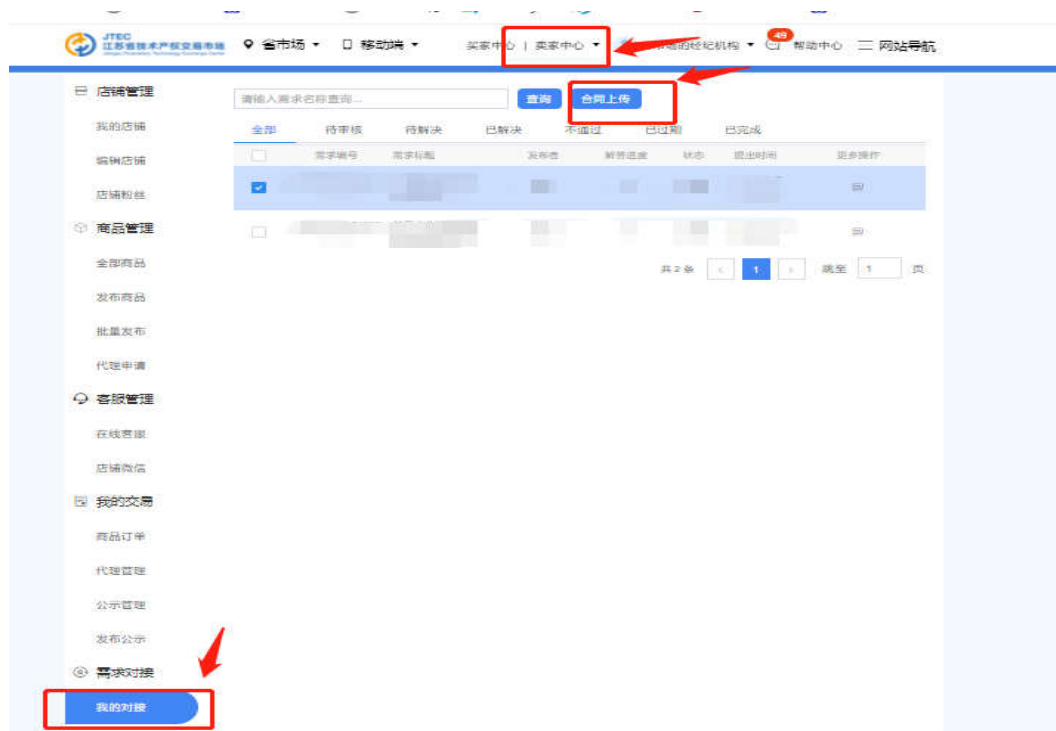 JTEC
江苏省技术产权交易市场
省市场
移动端
买家中心 | 卖家中心
的经纪机构
49
帮助中心
网站导航
店铺管理
我的店铺
编辑店铺
店铺粉丝
商品管理
全部商品
发布商品
批量发布
代理申请
客服管理
在线客服
店铺微信
我的交易
商品订单
代理管理
公示管理
发布公示
需求对接
我的对接
请输入需求名称查询...
查询
合同上传
全部 待审核 待解决 已解决 不通过 已过期 已完成
需求编号 需求标题 发布者 解答进度 状态 提出时间 更多操作
共 2 条 < 1 > 跳至 1 页